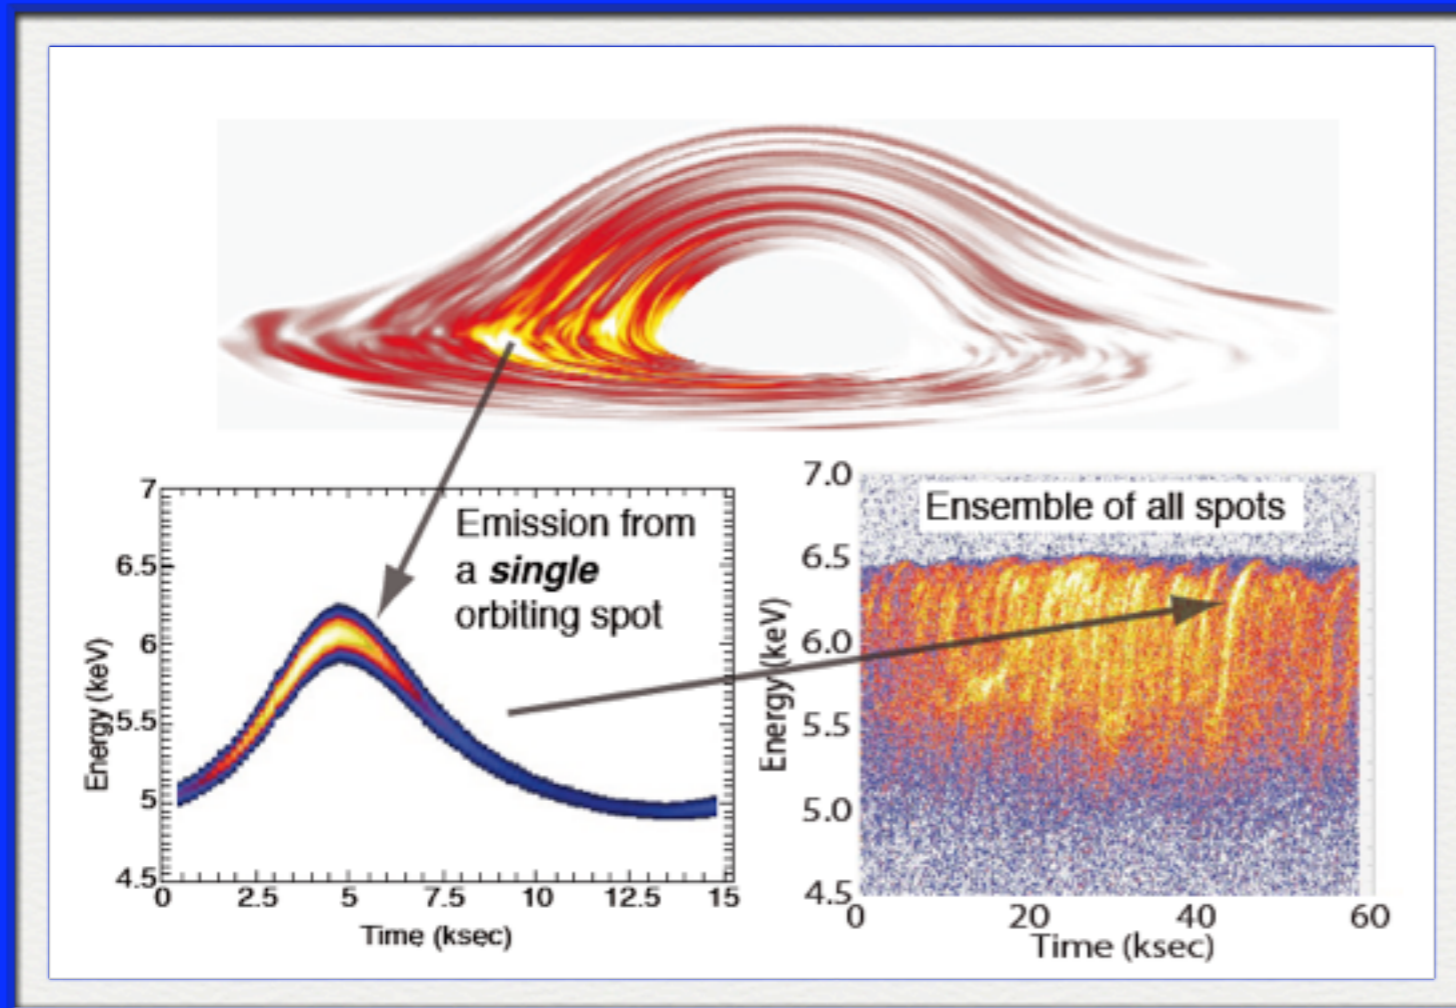 Emission from
a single
orbiting spot
7
6.5
6
5.5
5
4.5
0
2.5
5
7.5
10
12.5
15
Energy (keV)
Time (ksec)
Ensemble of all spots
7.0
6.5
6.0
5.5
5.0
4.5
0
20
40
60
Energy (keV)
Time (ksec)